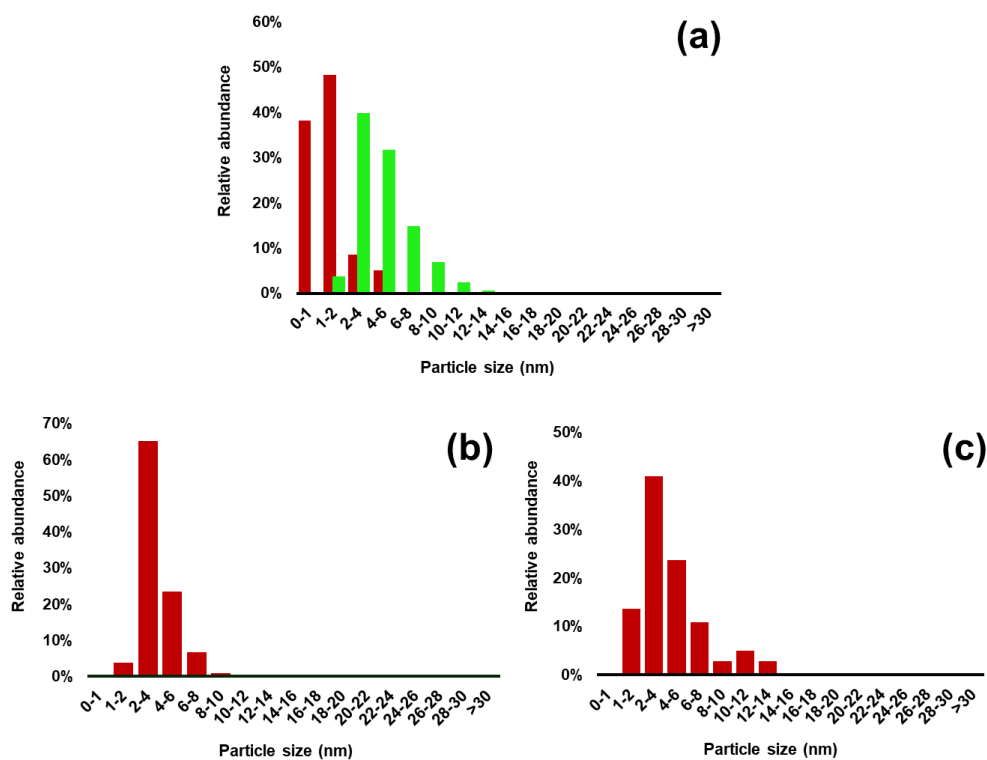 (a)
Relative abundance
60%
50%
40%
30%
20%
10%
0%
0-1 1-2 2-4 4-6 6-8 8-10 10-12 12-14 14-16 16-18 18-20 20-22 22-24 24-26 26-28 28-30 >30
Particle size (nm)
(b)
Relative abundance
70%
60%
50%
40%
30%
20%
10%
0%
0-1 1-2 2-4 4-6 6-8 8-10 10-12 12-14 14-16 16-18 18-20 20-22 22-24 24-26 26-28 28-30 >30
Particle size (nm)
(c)
Relative abundance
50%
40%
30%
20%
10%
0%
0-1 1-2 2-4 4-6 6-8 8-10 10-12 12-14 14-16 16-18 18-20 20-22 22-24 24-26 26-28 28-30 >30
Particle size (nm)